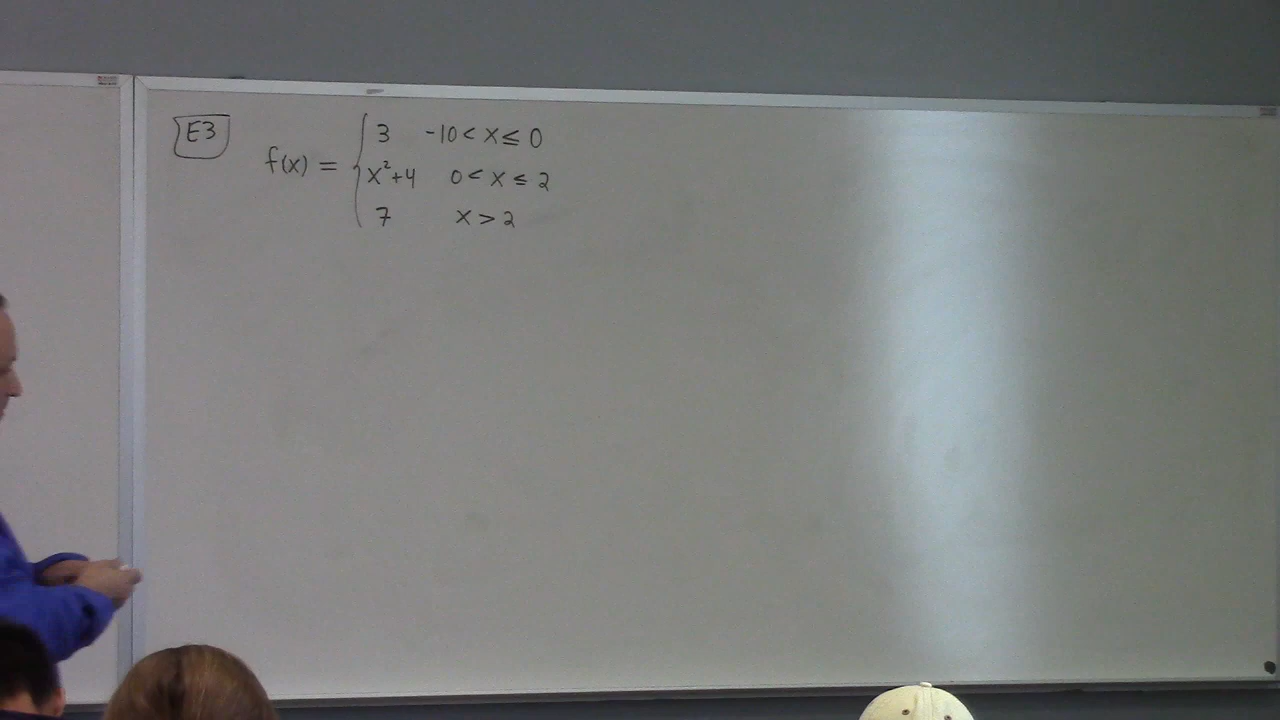 E3
f(x) =
3 -10 < x ≤ 0
x²+4 0 < x ≤ 2
7 x > 2